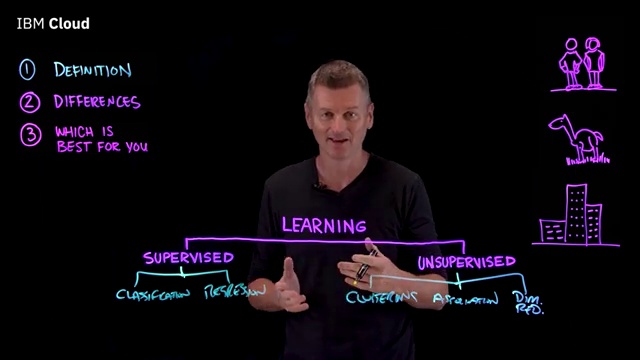 IBM Cloud
1 DEFINITION
2 DIFFERENCES
3 WHICH IS
BEST FOR YOU
LEARNING
SUPERVISED
UNSUPERVISED
CLASSIFICATION
REGRESSION
CLUSTERING
ASSOCIATION
DIM.
RED.